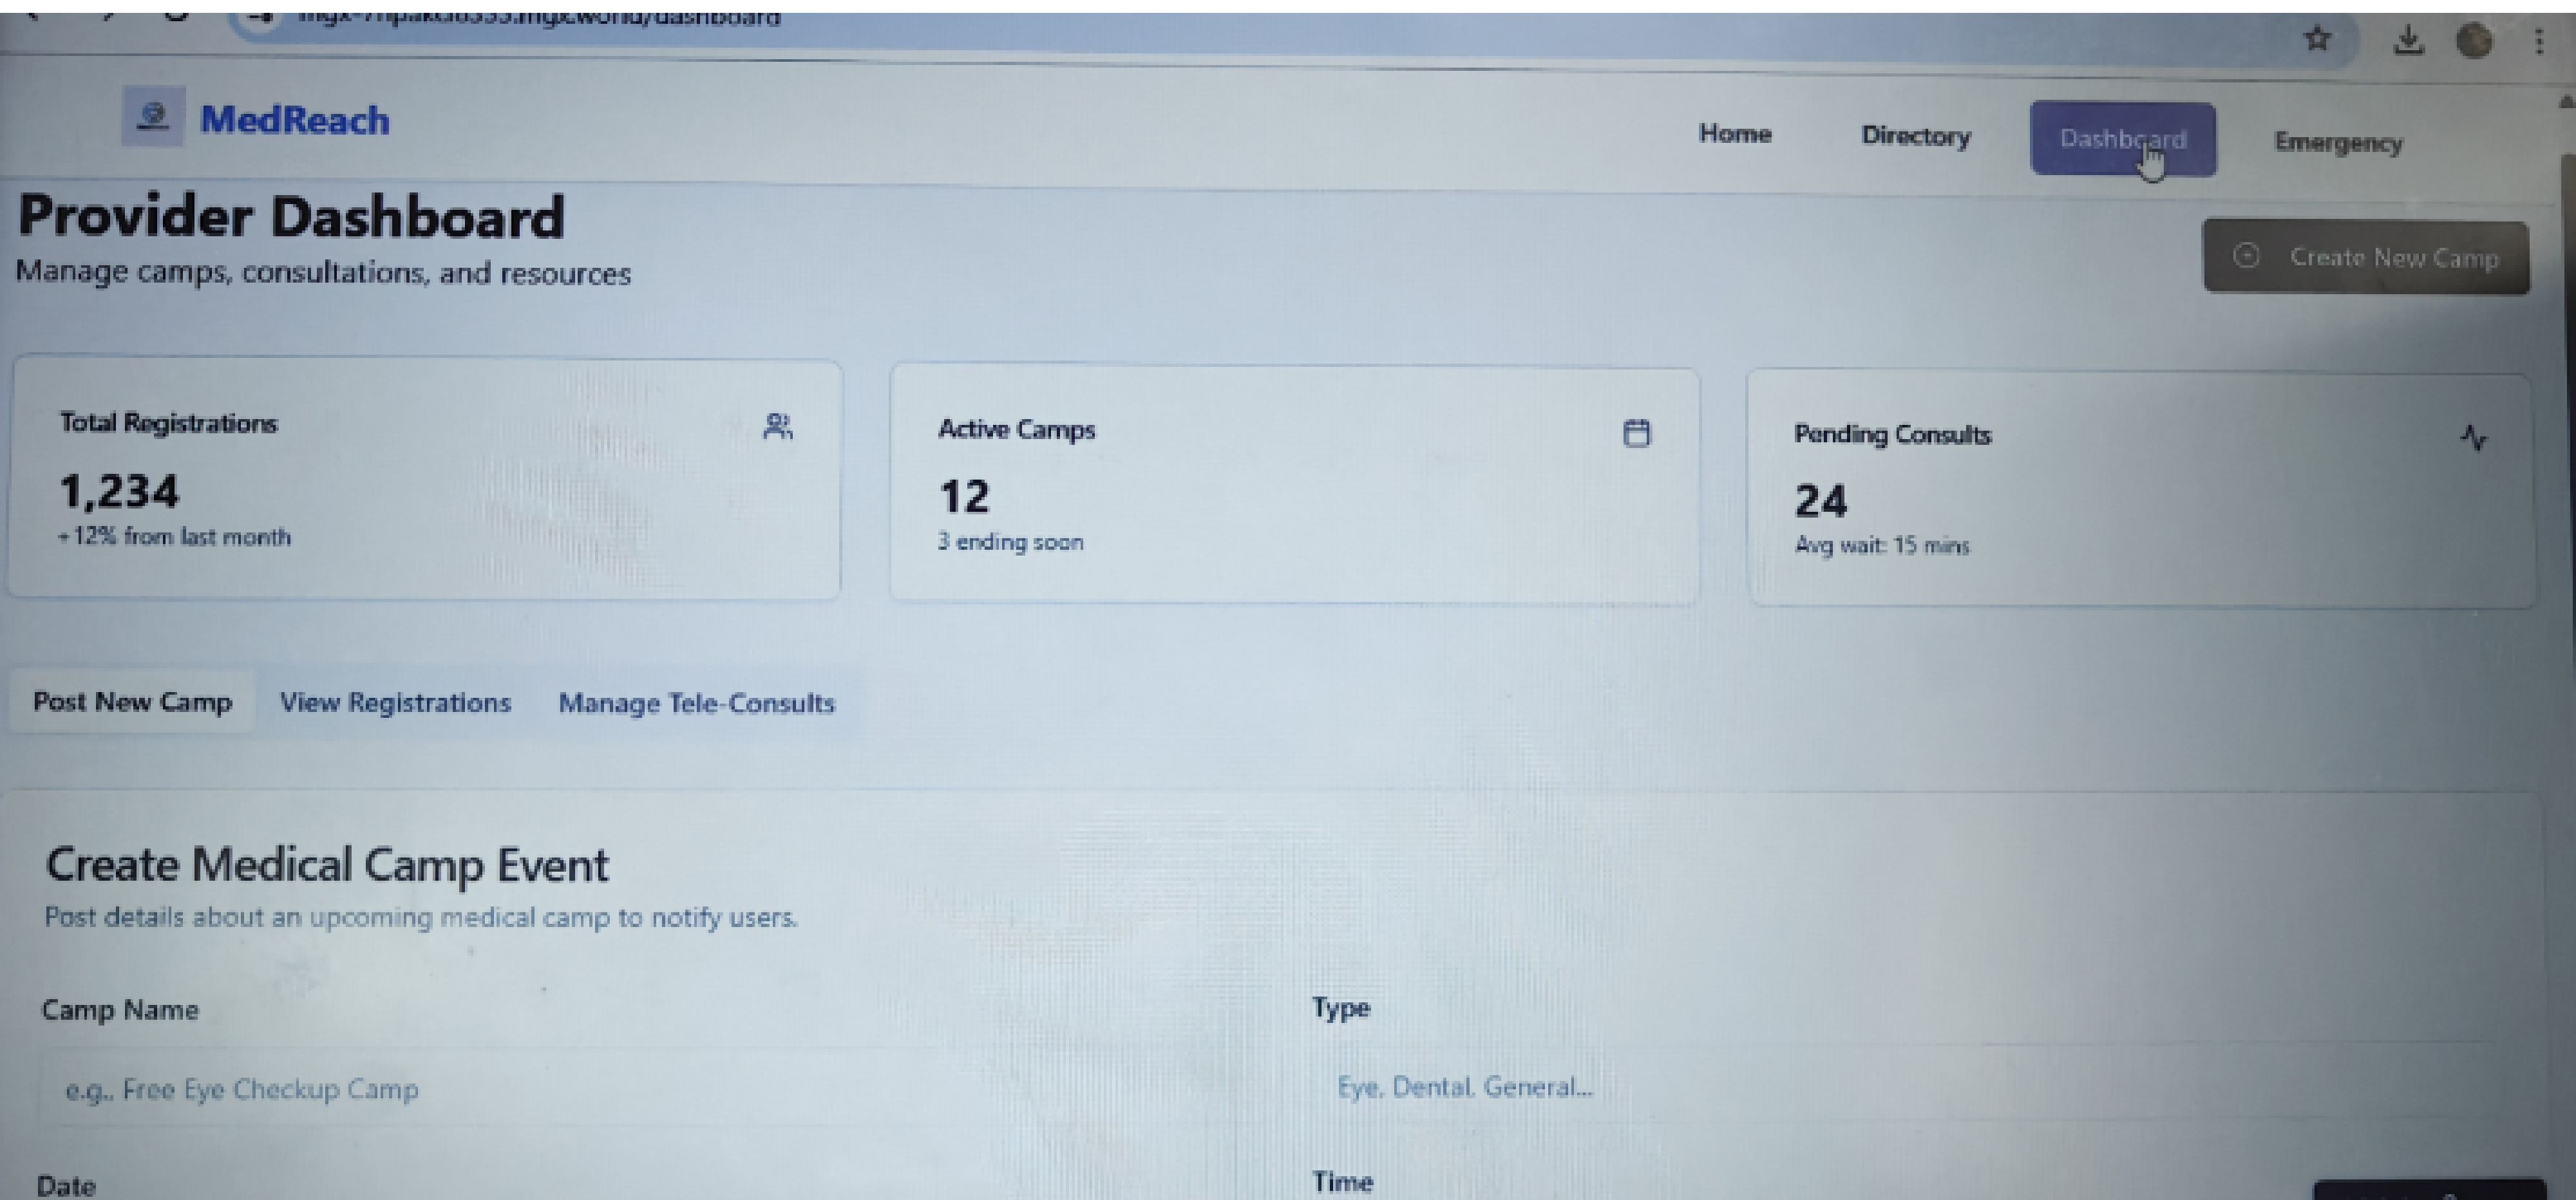 MedReach
Home Directory Dashboard Emergency
Provider Dashboard
Manage camps, consultations, and resources
Create New Camp
Total Registrations
1,234
+12% from last month
Active Camps
12
3 ending soon
Pending Consults
24
Avg wait: 15 mins
Post New Camp View Registrations Manage Tele-Consults
Create Medical Camp Event
Post details about an upcoming medical camp to notify users.
Camp Name
e.g., Free Eye Checkup Camp
Type
Eye, Dental, General...
Date
Time